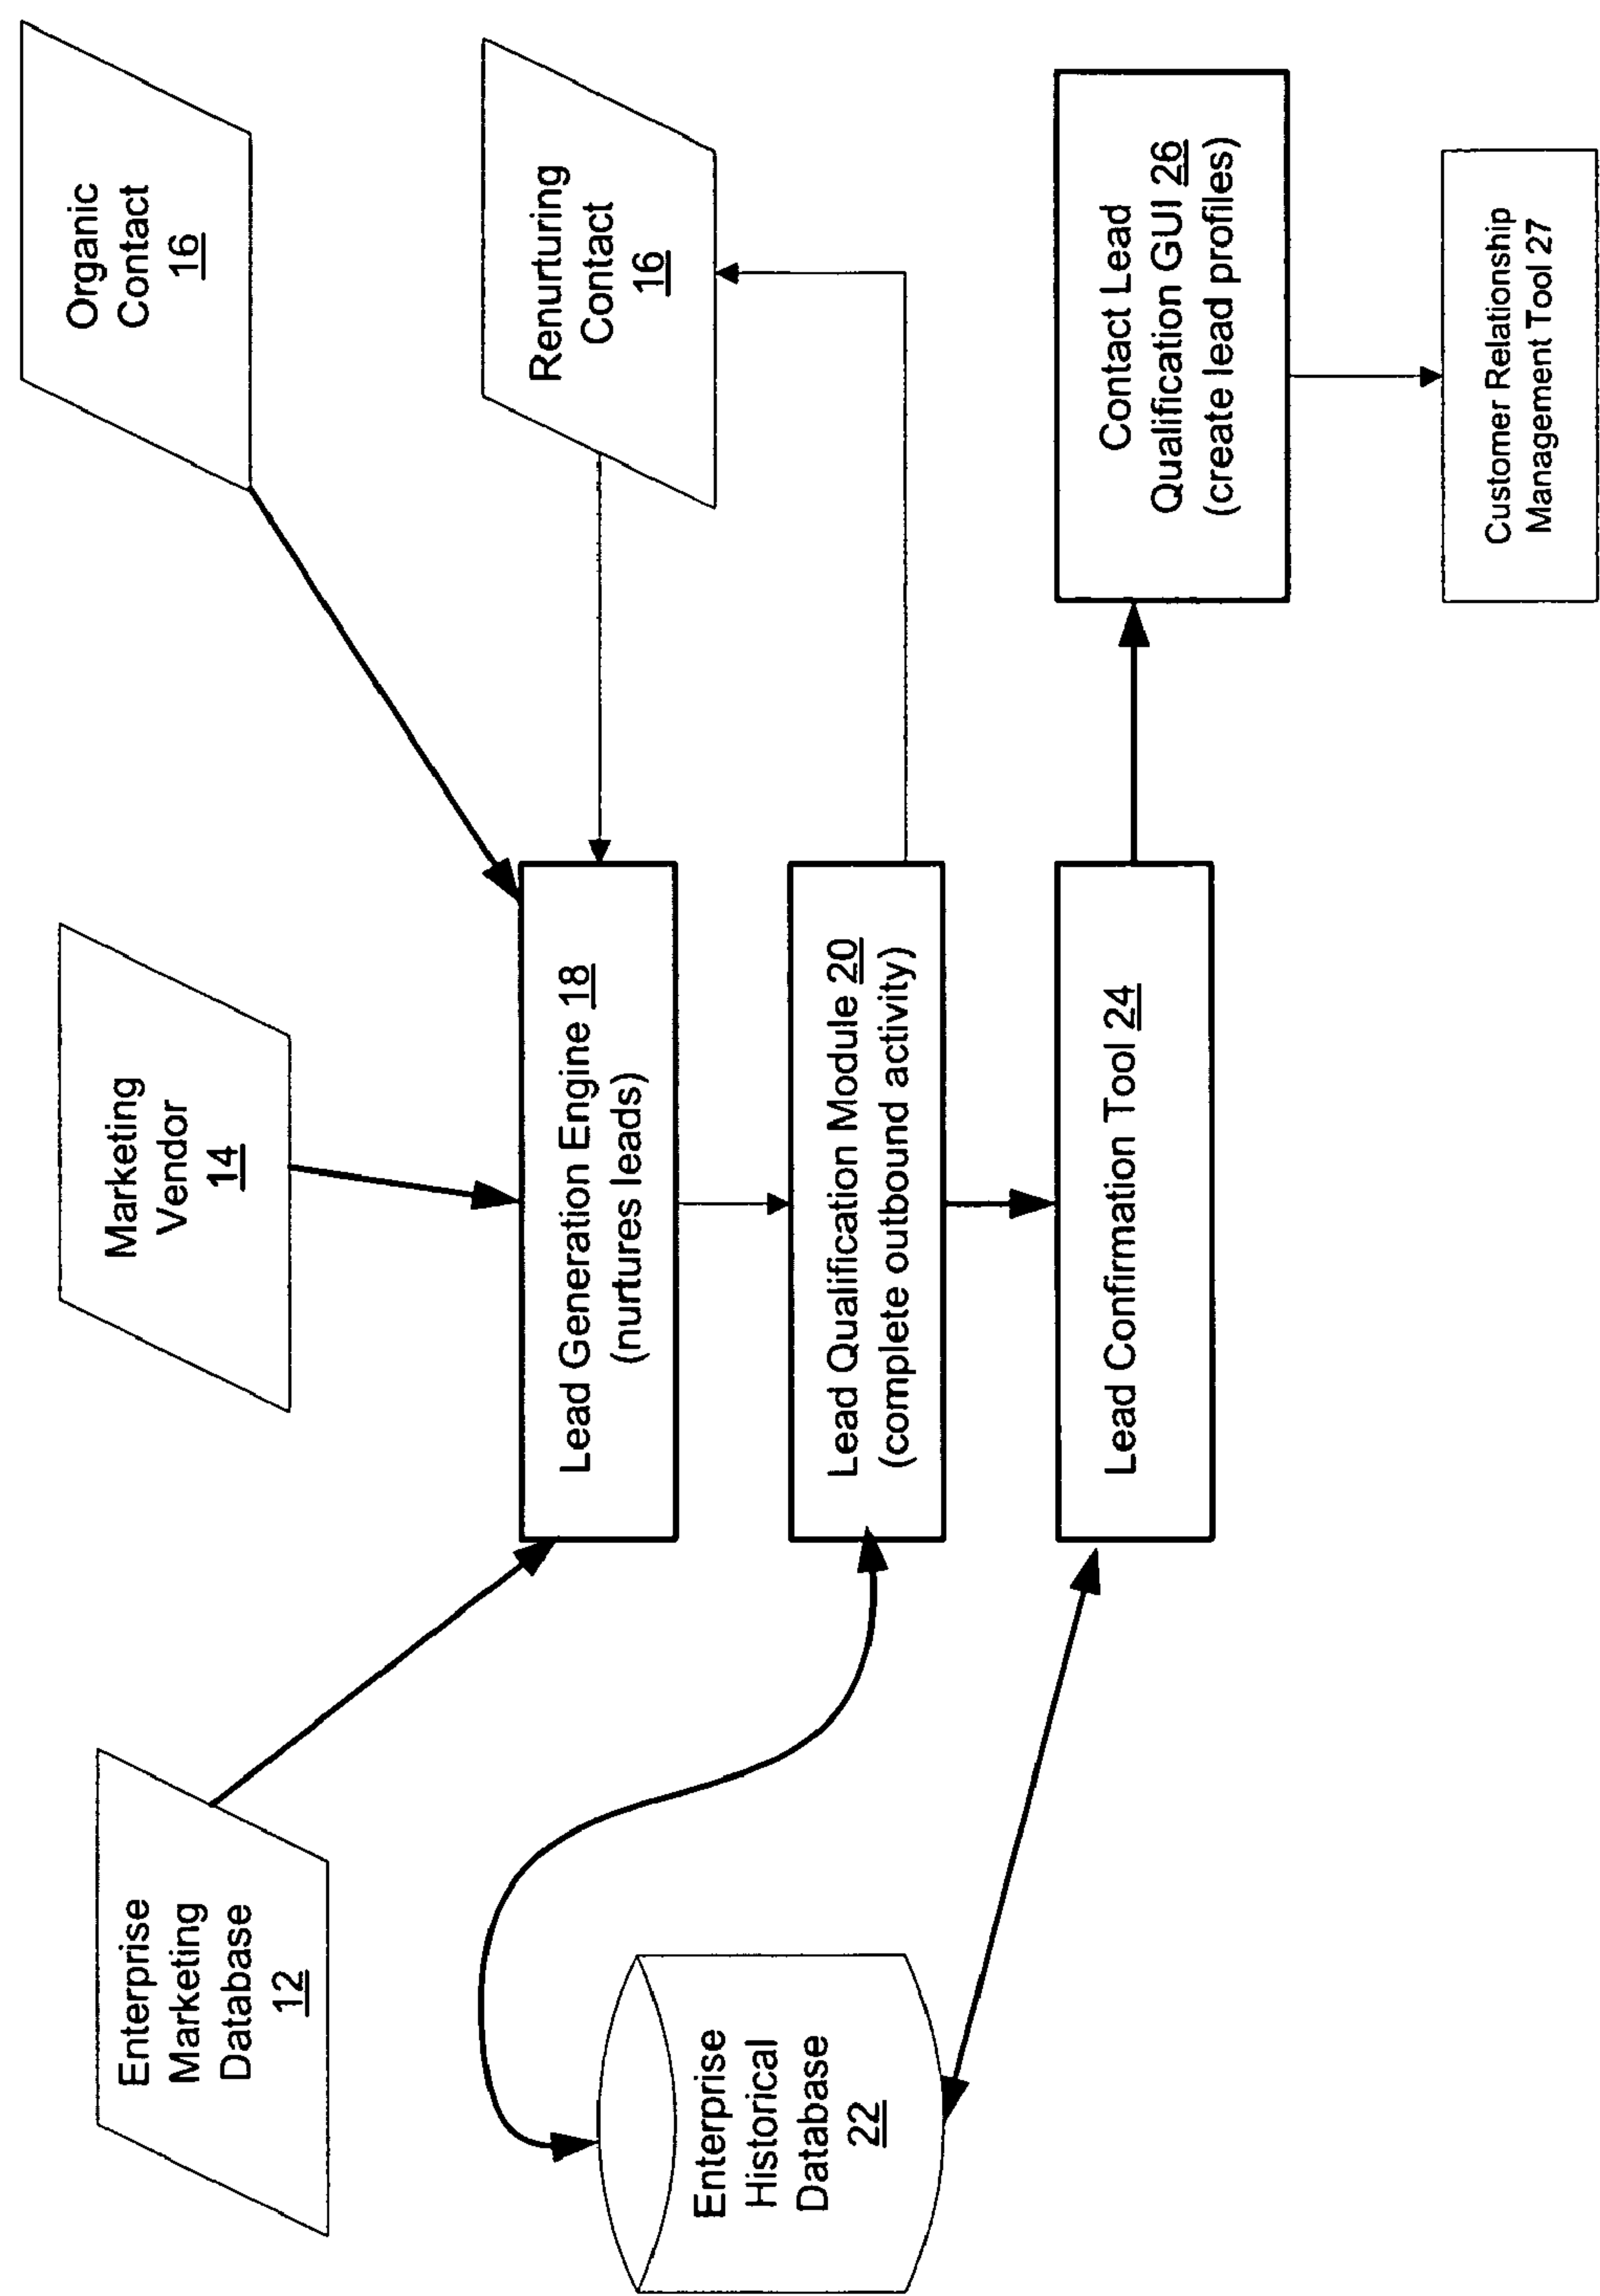 Enterprise
Marketing
Database
12
Marketing
Vendor
14
Organic
Contact
16
Lead Generation Engine 18
(nurtures leads)
Renurturing
Contact
16
Enterprise
Historical
Database
22
Lead Qualification Module 20
(complete outbound activity)
Lead Confirmation Tool 24
Contact Lead
Qualification GUI 26
(create lead profiles)
Customer Relationship
Management Tool 27